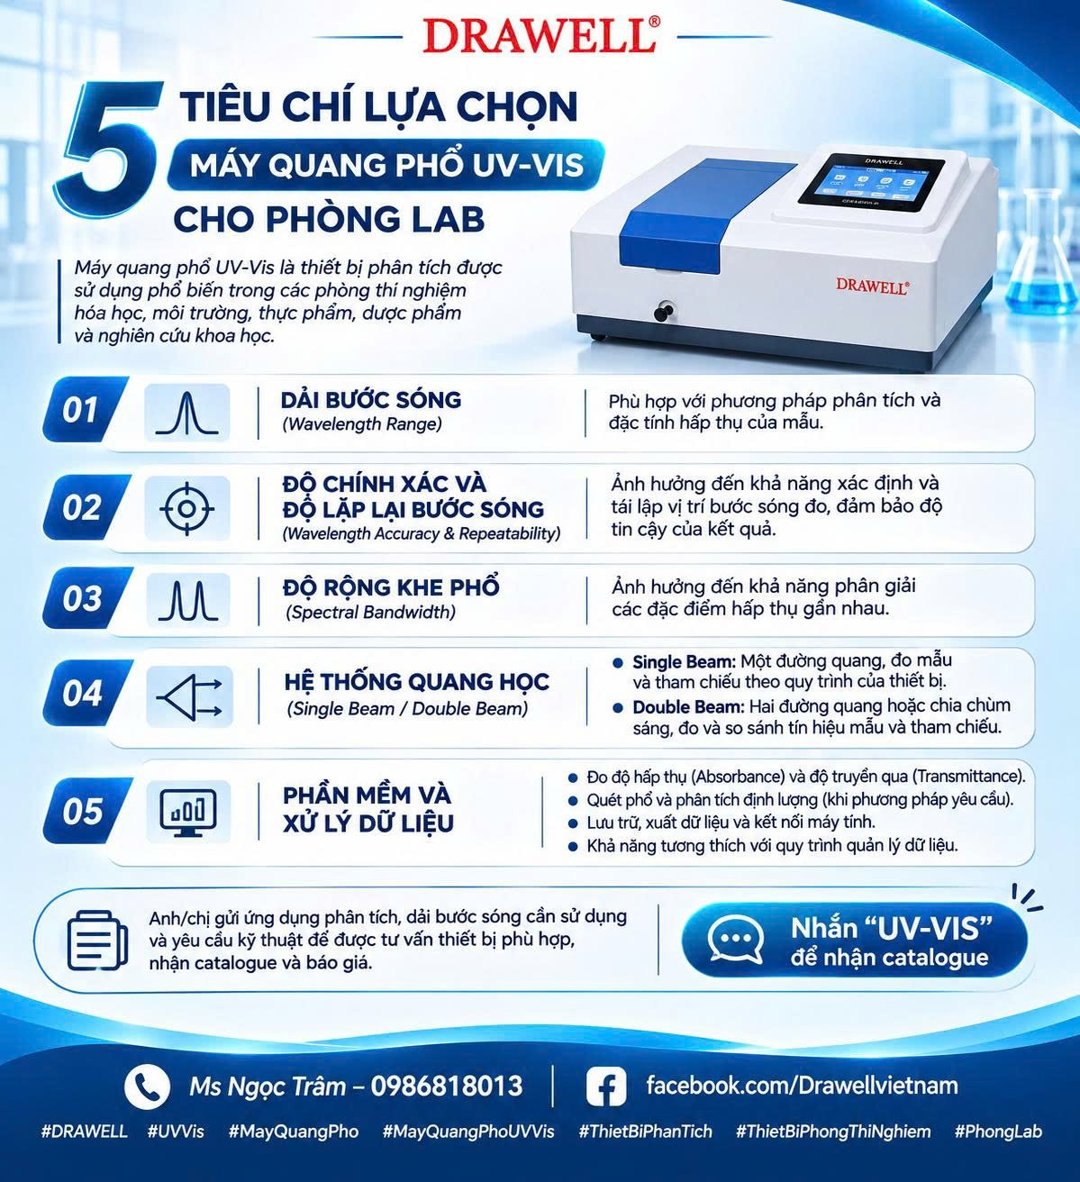 DRAWELL®
5 TIÊU CHÍ LỰA CHỌN
MÁY QUANG PHỔ UV-VIS
CHO PHÒNG LAB
Máy quang phổ UV-Vis là thiết bị phân tích được
sử dụng phổ biến trong các phòng thí nghiệm
hóa học, môi trường, thực phẩm, dược phẩm
và nghiên cứu khoa học.
DRAWELL
DRAWELL®
01
DẢI BƯỚC SÓNG
(Wavelength Range)
Phù hợp với phương pháp phân tích và
đặc tính hấp thụ của mẫu.
02
ĐỘ CHÍNH XÁC VÀ
ĐỘ LẶP LẠI BƯỚC SÓNG
(Wavelength Accuracy & Repeatability)
Ảnh hưởng đến khả năng xác định và
tái lập vị trí bước sóng đo, đảm bảo độ
tin cậy của kết quả.
03
ĐỘ RỘNG KHE PHỔ
(Spectral Bandwidth)
Ảnh hưởng đến khả năng phân giải
các đặc điểm hấp thụ gần nhau.
04
HỆ THỐNG QUANG HỌC
(Single Beam / Double Beam)
• Single Beam: Một đường quang, đo mẫu
và tham chiếu theo quy trình của thiết bị.
• Double Beam: Hai đường quang hoặc chia chùm
sáng, đo và so sánh tín hiệu mẫu và tham chiếu.
05
PHẦN MỀM VÀ
XỬ LÝ DỮ LIỆU
• Đo độ hấp thụ (Absorbance) và độ truyền qua (Transmittance).
• Quét phổ và phân tích định lượng (khi phương pháp yêu cầu).
• Lưu trữ, xuất dữ liệu và kết nối máy tính.
• Khả năng tương thích với quy trình quản lý dữ liệu.
Anh/chị gửi ứng dụng phân tích, dải bước sóng cần sử dụng
và yêu cầu kỹ thuật để được tư vấn thiết bị phù hợp,
nhận catalogue và báo giá.
Nhắn “UV-VIS”
để nhận catalogue
Ms Ngọc Trâm – 0986818013
facebook.com/Drawellvietnam
#DRAWELL #UVVis #MayQuangPho #MayQuangPhoUVVis #ThietBiPhanTich #ThietBiPhongThiNghiem #PhongLab